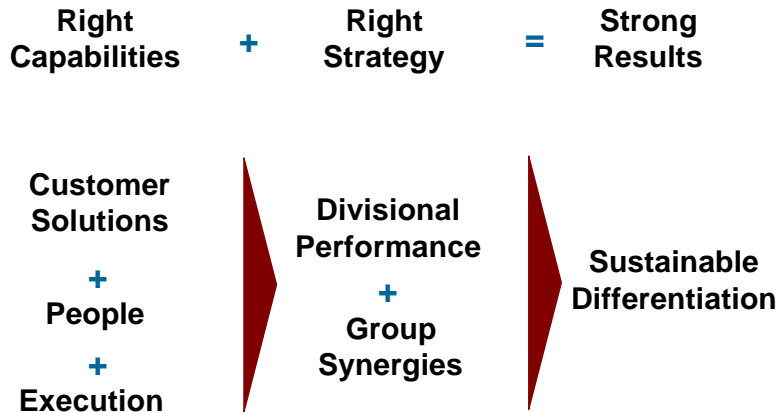 Right
Capabilities
+
Right
Strategy
=
Strong
Results
Customer
Solutions
+
People
+
Execution
Divisional
Performance
+
Group
Synergies
Sustainable
Differentiation